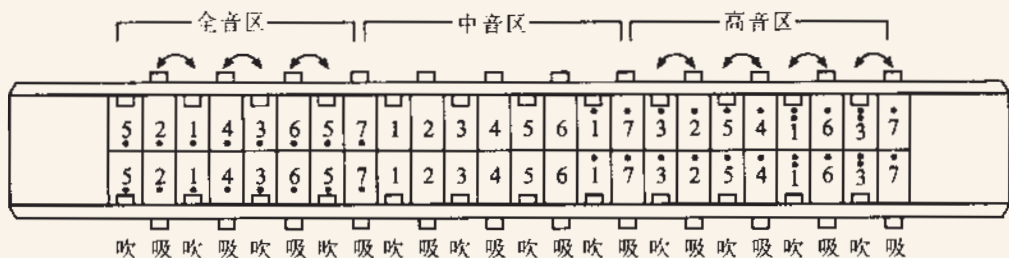 全音区 中音区 高音区
5 2 1 4 3 6 5 7 1 2 3 4 5 6 1 7 3 2 5 4 1 6 3 7
5 2 1 4 3 6 5 7 1 2 3 4 5 6 1 7 3 2 5 4 1 6 3 7
吹 吸 吹 吸 吹 吸 吹 吸 吹 吸 吹 吸 吹 吸 吹 吸 吹 吸 吹 吸 吹 吸 吹 吸